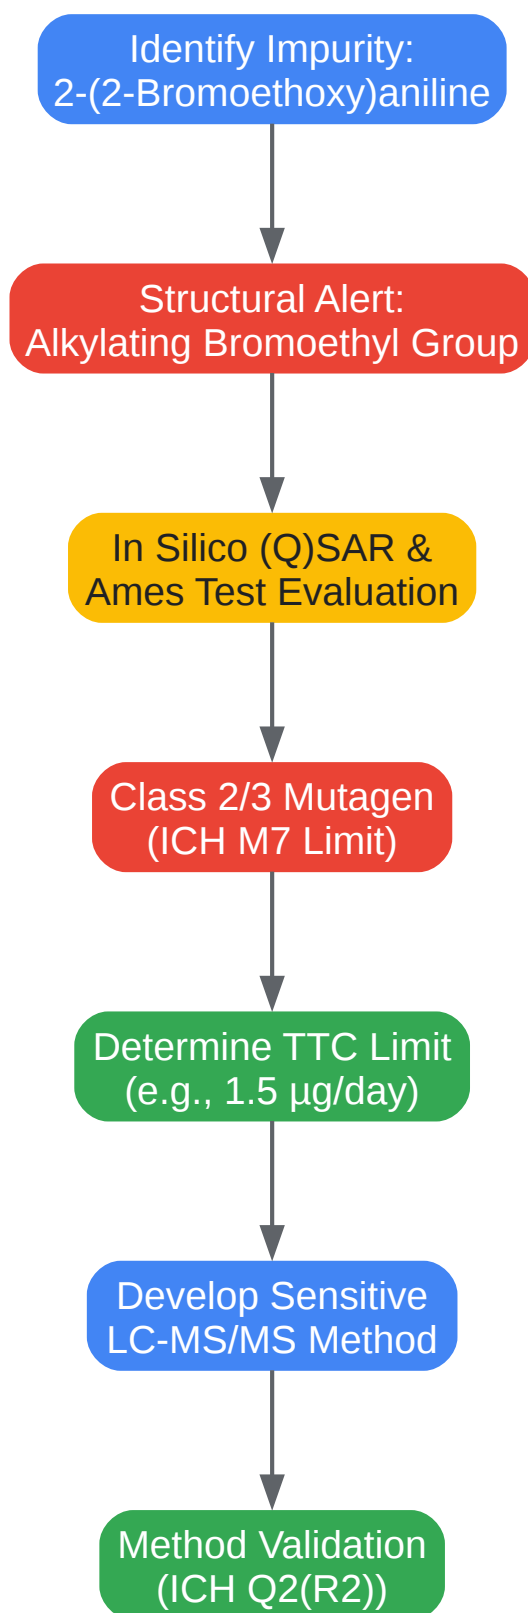 Identify Impurity:
2-(2-Bromoethoxy)aniline
Structural Alert:
Alkylating Bromoethyl Group
In Silico (Q)SAR &
Ames Test Evaluation
Class 2/3 Mutagen
(ICH M7 Limit)
Determine TTC Limit
(e.g., 1.5 µg/day)
Develop Sensitive
LC-MS/MS Method
Method Validation
(ICH Q2(R2))